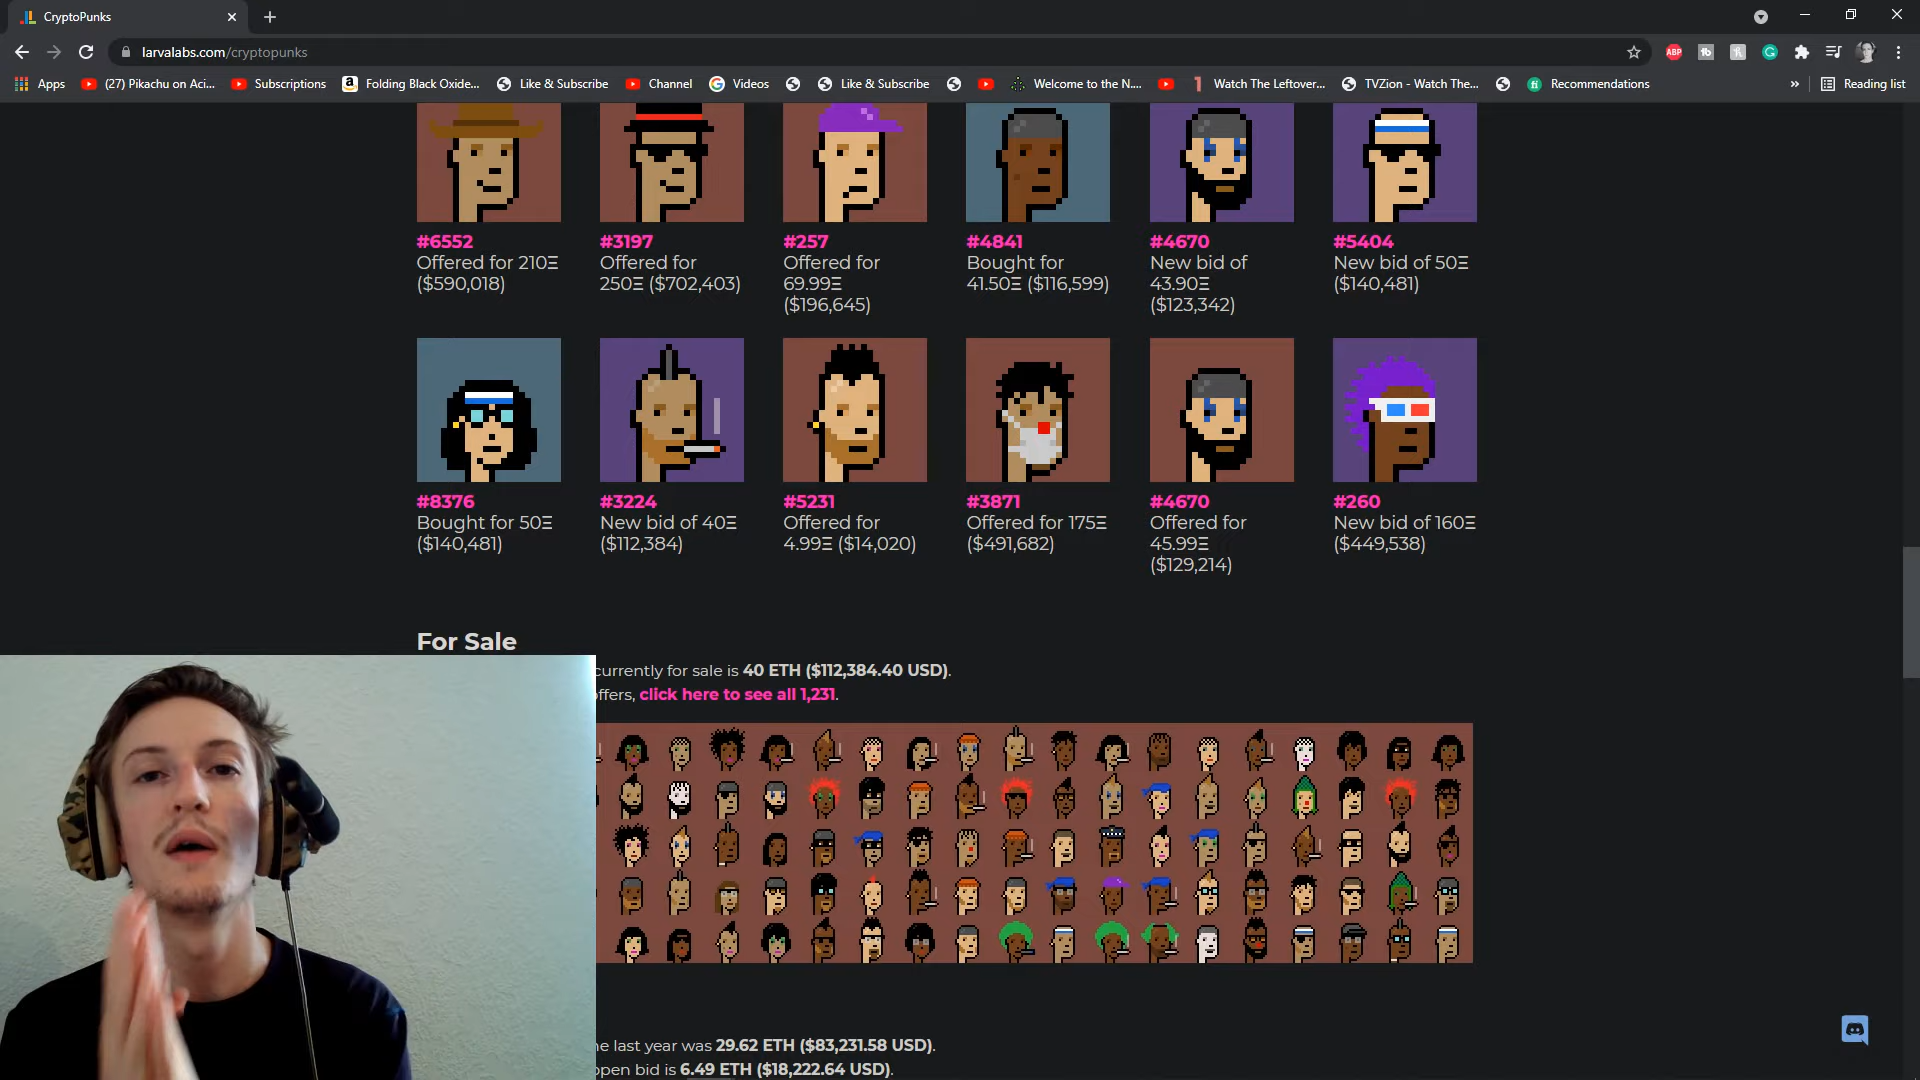 CryptoPunks
larvalabs.com/cryptopunks
Apps
(27) Pikachu on Aci...
Subscriptions
Folding Black Oxide...
Like & Subscribe
Channel
Videos
Like & Subscribe
Welcome to the N....
Watch The Leftover...
TVZion - Watch The...
Recommendations
Reading list
#6552
Offered for 210Ξ
($590,018)
#3197
Offered for
250Ξ ($702,403)
#257
Offered for
69.99Ξ
($196,645)
#4841
Bought for
41.50Ξ ($116,599)
#4670
New bid of
43.90Ξ
($123,342)
#5404
New bid of 50Ξ
($140,481)
#8376
Bought for 50Ξ
($140,481)
#3224
New bid of 40Ξ
($112,384)
#5231
Offered for
4.99Ξ ($14,020)
#3871
Offered for 175Ξ
($491,682)
#4670
Offered for
45.99Ξ
($129,214)
#260
New bid of 160Ξ
($449,538)
For Sale
currently for sale is 40 ETH ($112,384.40 USD).
ffers, click here to see all 1,231.
ne last year was 29.62 ETH ($83,231.58 USD).
open bid is 6.49 ETH ($18,222.64 USD).